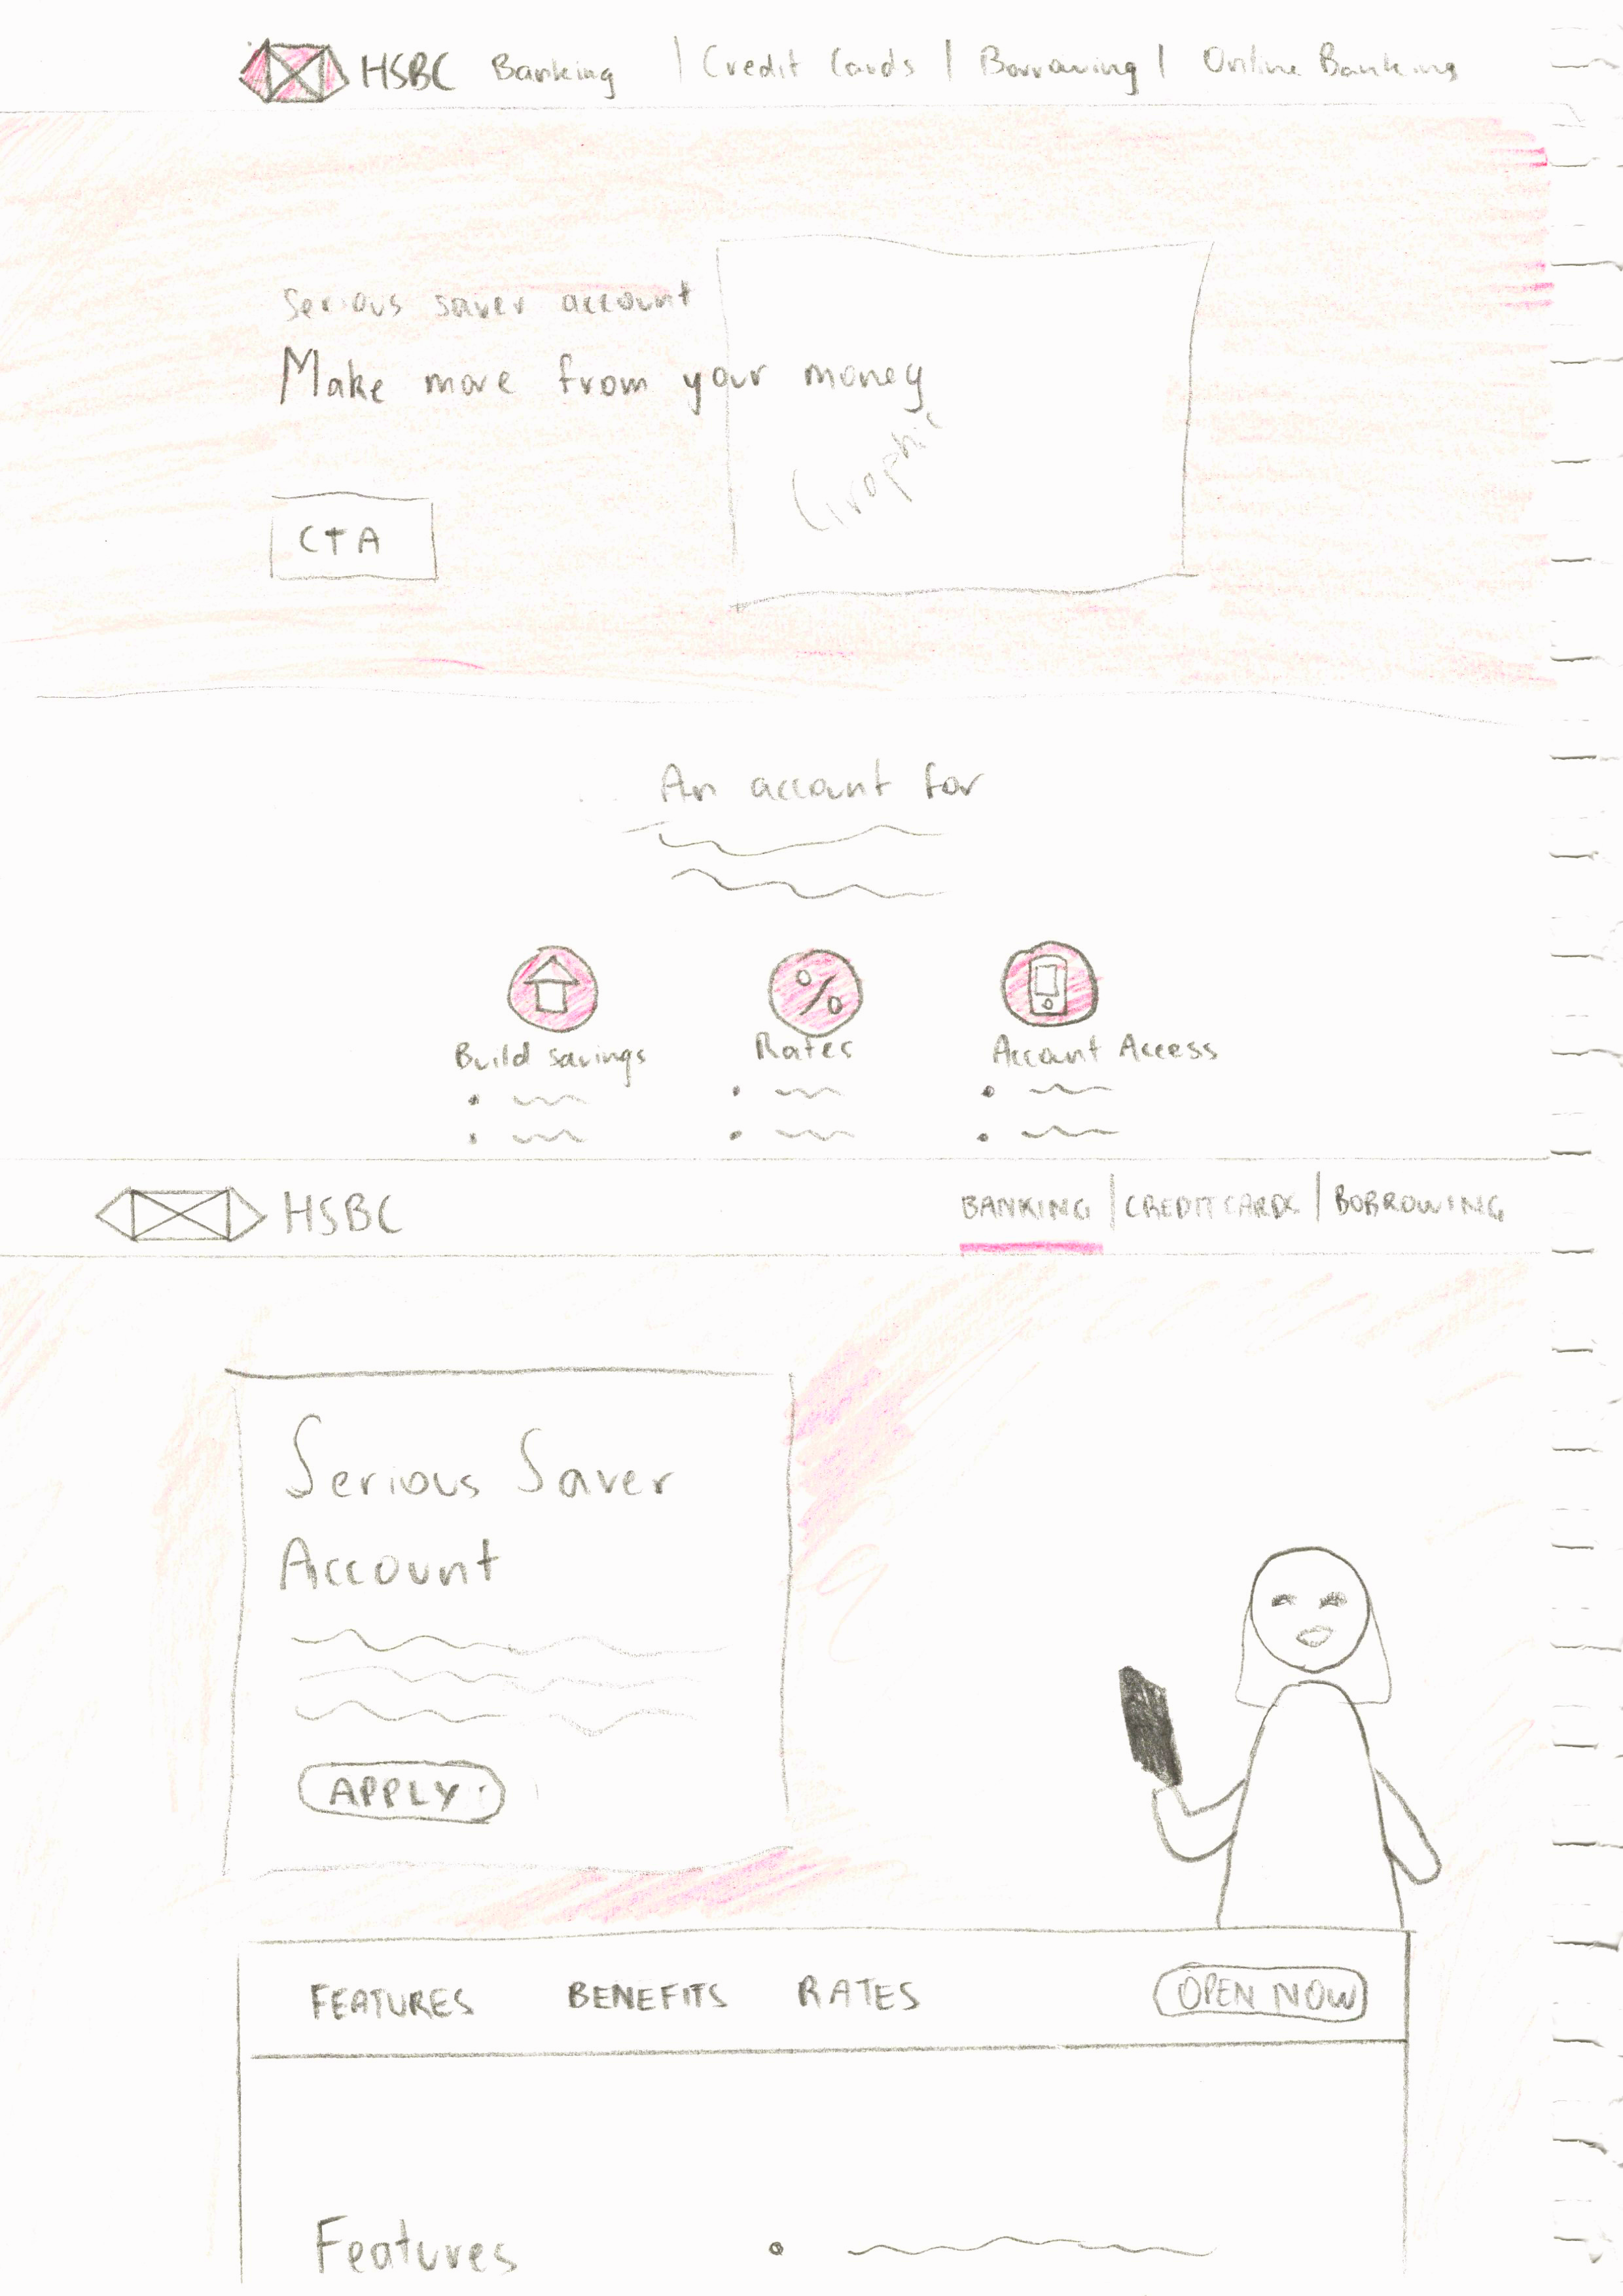 HSBC Banking | Credit Cards | Borrowing | Online Banking
Serious saver account
Make more from your money
Graphic
CTA
An account for
%
Build savings Rates Account Access
HSBC BANKING | CREDIT CARDS | BOBROWING
Serious Saver
Account
APPLY
FEATURES BENEFITS RATES OPEN NOW
Features